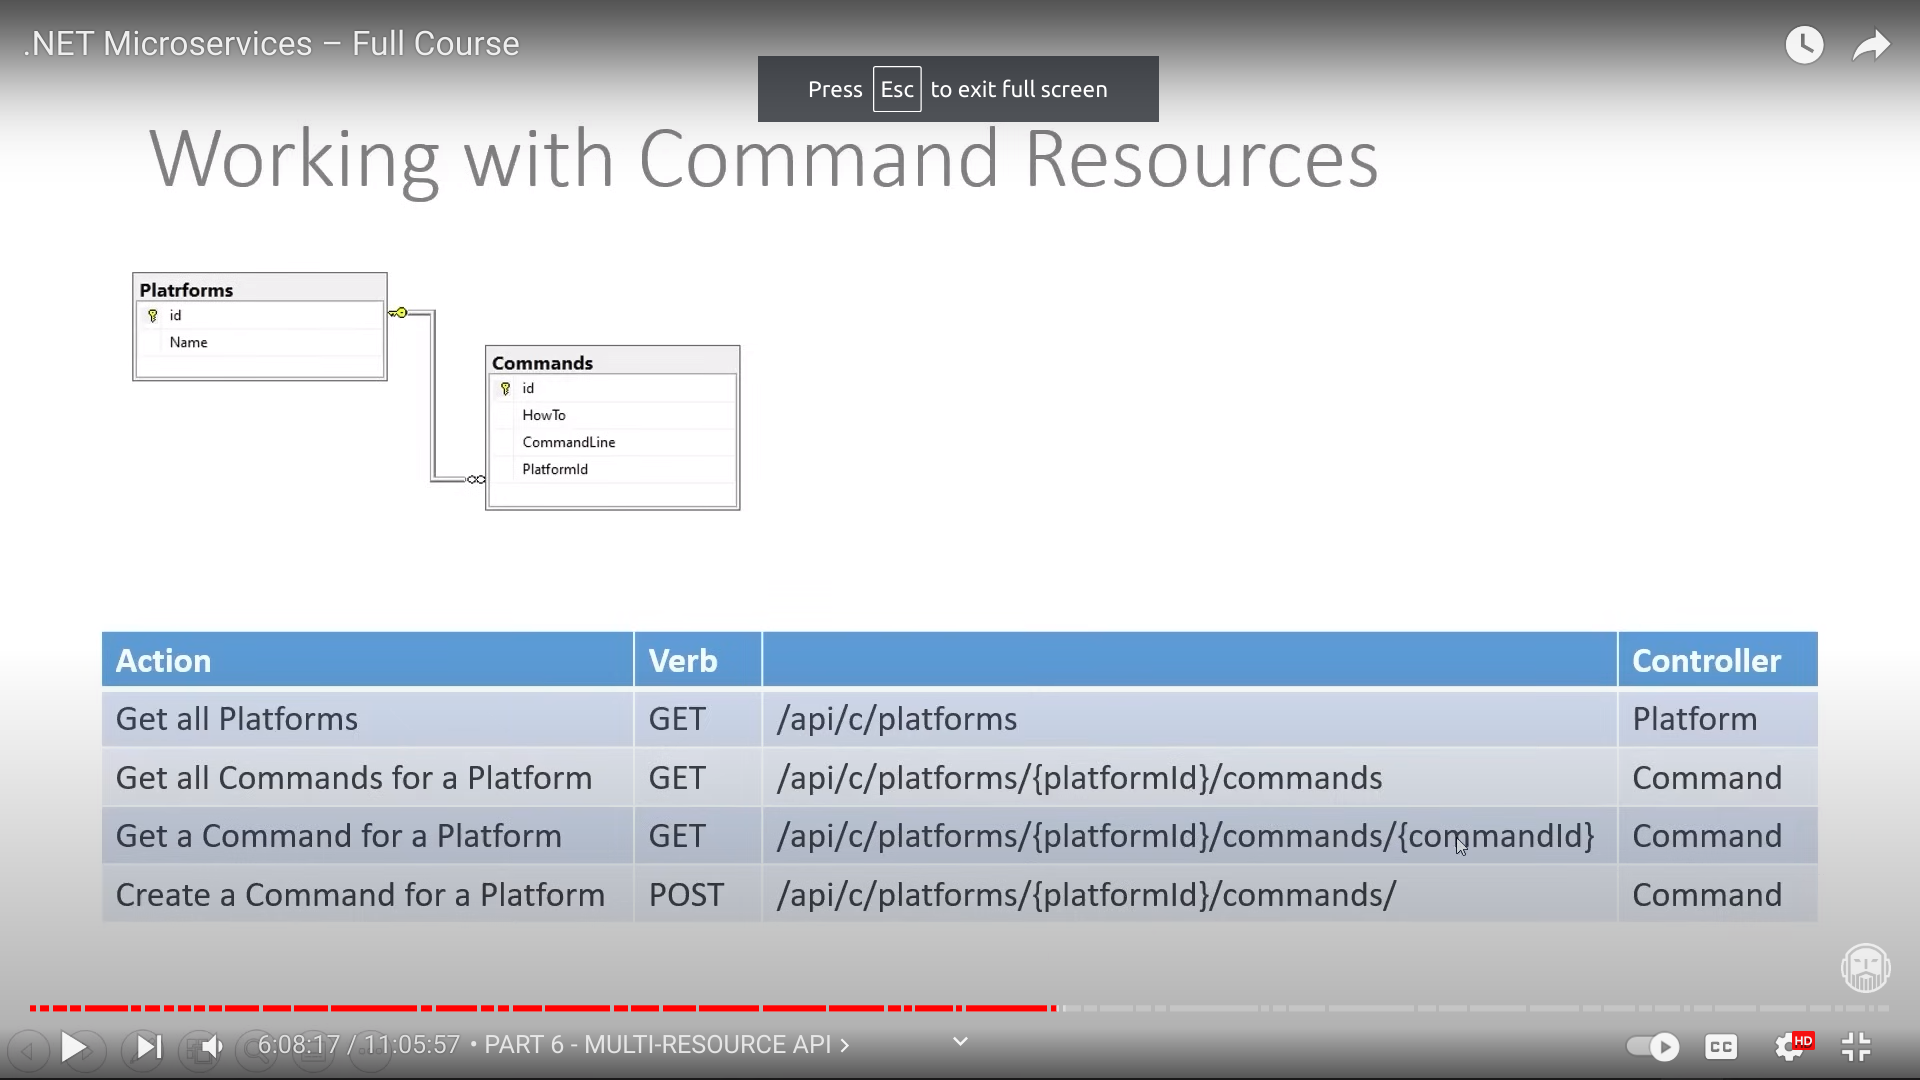 .NET Microservices – Full Course
Press Esc to exit full screen
Working with Command Resources
Platrforms
id
Name
Commands
id
HowTo
CommandLine
PlatformId
Action Verb Controller
Get all Platforms GET /api/c/platforms Platform
Get all Commands for a Platform GET /api/c/platforms/{platformId}/commands Command
Get a Command for a Platform GET /api/c/platforms/{platformId}/commands/{commandId} Command
Create a Command for a Platform POST /api/c/platforms/{platformId}/commands/ Command
6:08:17 / 11:05:57 • PART 6 - MULTI-RESOURCE API
CC
HD